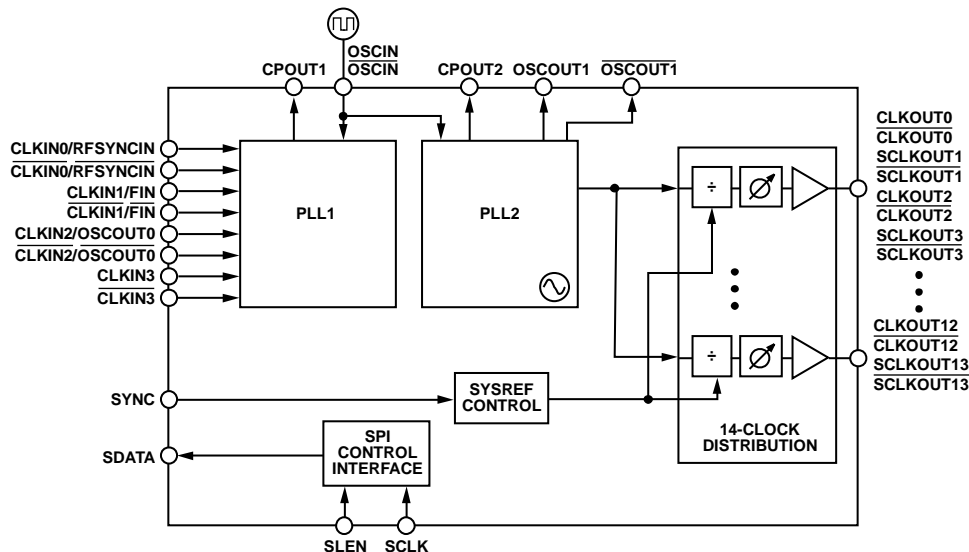 OSCIN
OSCIN
CPOUT1
CPOUT2
OSCOUT1
OSCOUT1
CLKIN0/RFSYNCIN
CLKIN0/RFSYNCIN
CLKIN1/FIN
CLKIN1/FIN
CLKIN2/OSCOUT0
CLKIN2/OSCOUT0
CLKIN3
CLKIN3
PLL1
PLL2
÷
÷
14-CLOCK
DISTRIBUTION
CLKOUT0
CLKOUT0
SCLKOUT1
SCLKOUT1
CLKOUT2
CLKOUT2
SCLKOUT3
SCLKOUT3
CLKOUT12
CLKOUT12
SCLKOUT13
SCLKOUT13
SYNC
SYSREF
CONTROL
SDATA
SPI
CONTROL
INTERFACE
SLEN
SCLK